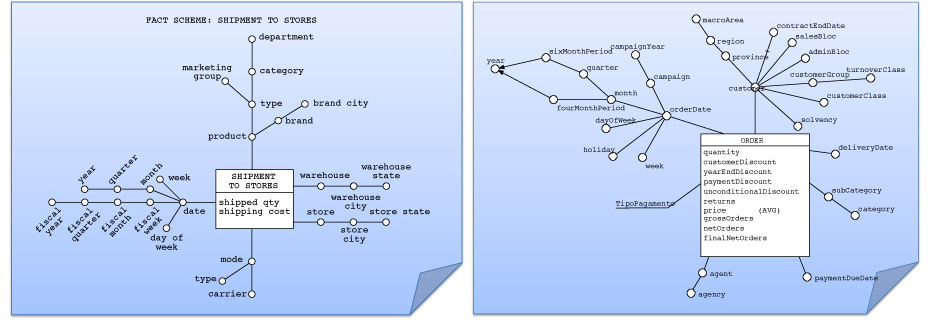 FACT SCHEME: SHIPMENT TO STORES
department
category
marketing
group
type
brand city
brand
product
SHIPMENT
TO STORES
shipped qty
shipping cost
warehouse
warehouse
state
warehouse
city
store
store state
store
city
year
quarter
month
week
date
fiscal
year
fiscal
quarter
fiscal
month
fiscal
week
day of
week
mode
type
carrier
macroArea
region
province
contractEndDate
salesBloc
adminBloc
customerGroup
turnoverClass
customer
customerClass
solvency
year
sixMonthPeriod
quarter
fourMonthPeriod
month
campaignYear
campaign
orderDate
dayOfWeek
holiday
week
ORDER
quantity
customerDiscount
yearEndDiscount
paymentDiscount
unconditionalDiscount
returns
price (AVG)
grossOrders
netOrders
finalNetOrders
deliveryDate
subCategory
category
TipoPagamento
agent
agency
paymentDueDate